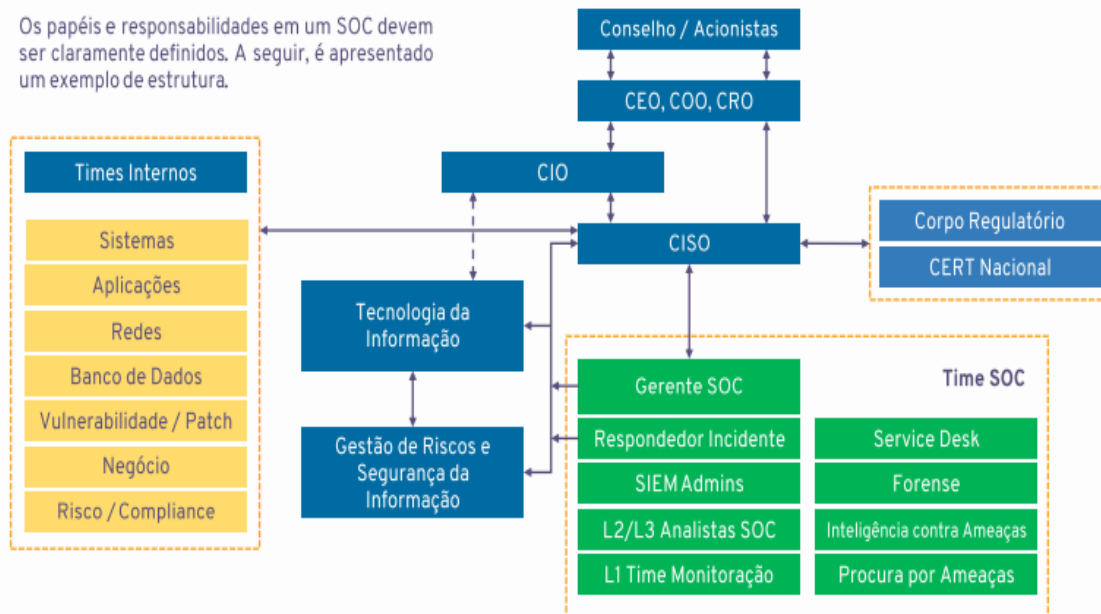 Os papéis e responsabilidades em um SOC devem
ser claramente definidos. A seguir, é apresentado
um exemplo de estrutura.
Conselho / Acionistas
CEO, COO, CRO
CIO
CISO
Times Internos
Sistemas
Aplicações
Redes
Banco de Dados
Vulnerabilidade / Patch
Negócio
Risco / Compliance
Tecnologia da
Informação
Gestão de Riscos e
Segurança da
Informação
Corpo Regulatório
CERT Nacional
Time SOC
Gerente SOC
Respondedor Incidente
SIEM Admins
L2/L3 Analistas SOC
L1 Time Monitoração
Service Desk
Forense
Inteligência contra Ameaças
Procura por Ameaças